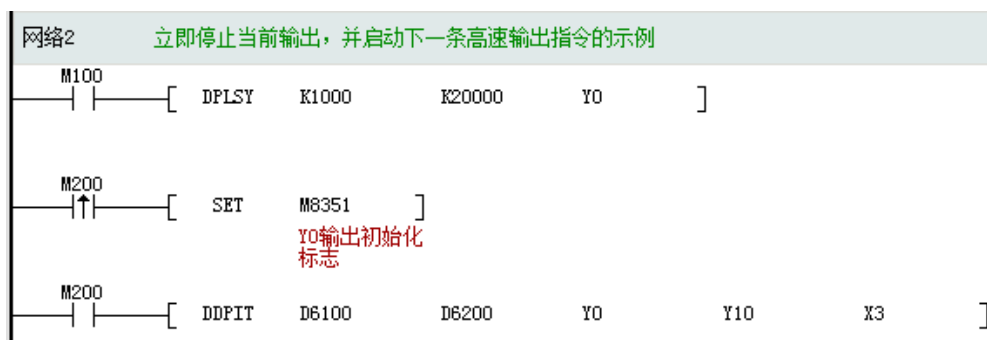 网络2 立即停止当前输出，并启动下一条高速输出指令的示例
M100
DPLSY K1000 K20000 Y0
M200
SET M8351
Y0输出初始化
标志
M200
DDPIT D6100 D6200 Y0 Y10 X3